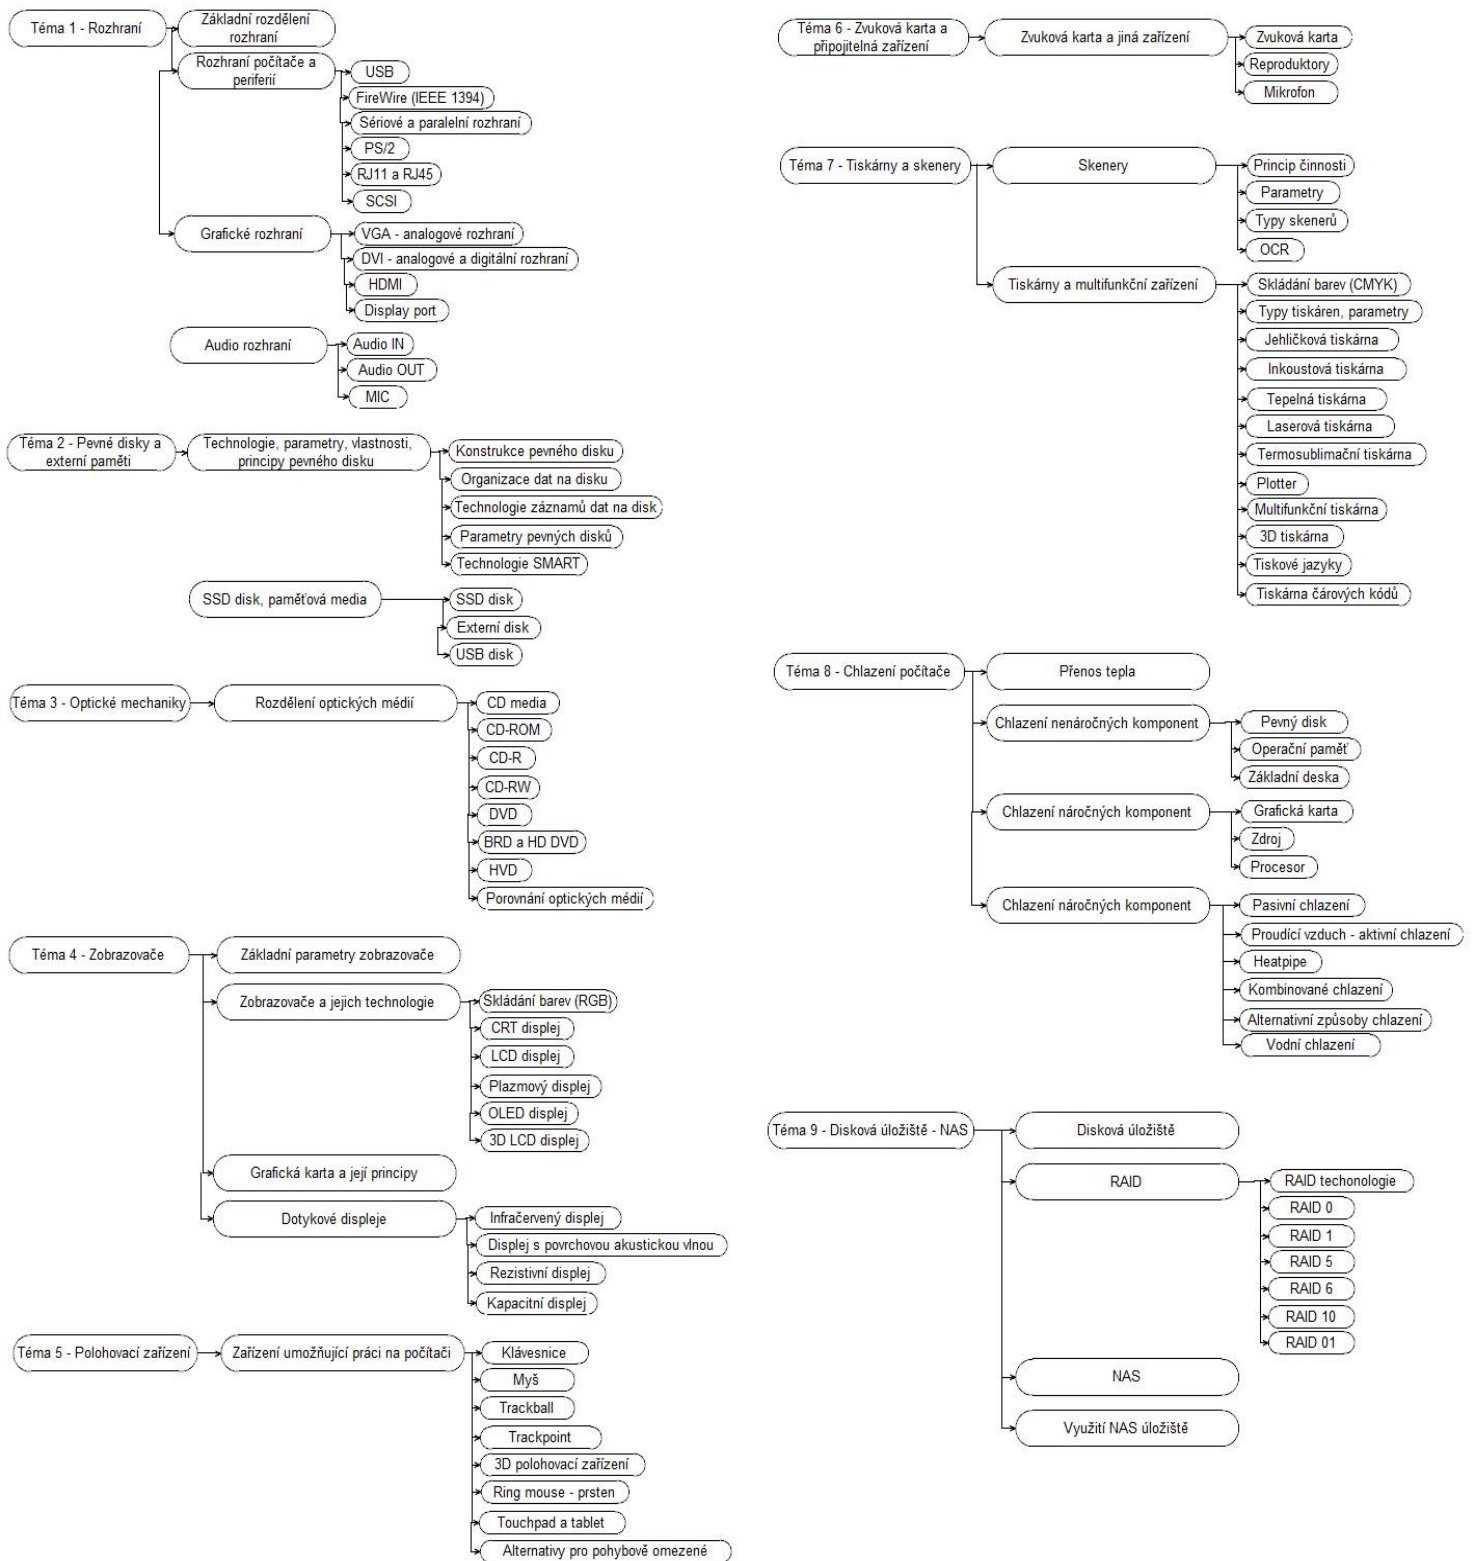 Téma 1 - Rozhraní
Základní rozdělení
rozhraní
Rozhraní počítače a
periferií
USB
FireWire (IEEE 1394)
Sériové a paralelní rozhraní
PS/2
RJ11 a RJ45
SCSI
Grafické rozhraní
VGA - analogové rozhraní
DVI - analogové a digitální rozhraní
HDMI
Display port
Audio rozhraní
Audio IN
Audio OUT
MIC
Téma 2 - Pevné disky a
externí paměti
Technologie, parametry, vlastnosti,
principy pevného disku
Konstrukce pevného disku
Organizace dat na disku
Technologie záznamů dat na disk
Parametry pevných disků
Technologie SMART
SSD disk, paměťová media
SSD disk
Externí disk
USB disk
Téma 3 - Optické mechaniky
Rozdělení optických médií
CD media
CD-ROM
CD-R
CD-RW
DVD
BRD a HD DVD
HVD
Porovnání optických médií
Téma 4 - Zobrazovače
Základní parametry zobrazovače
Zobrazovače a jejich technologie
Skládání barev (RGB)
CRT displej
LCD displej
Plazmový displej
OLED displej
3D LCD displej
Grafická karta a její principy
Dotykové displeje
Infračervený displej
Displej s povrchovou akustickou vlnou
Rezistivní displej
Kapacitní displej
Téma 5 - Polohovací zařízení
Zařízení umožňující práci na počítači
Klávesnice
Myš
Trackball
Trackpoint
3D polohovací zařízení
Ring mouse - prsten
Touchpad a tablet
Alternativy pro pohybově omezené
Téma 6 - Zvuková karta a
připojitelná zařízení
Zvuková karta a jiná zařízení
Zvuková karta
Reproduktory
Mikrofon
Téma 7 - Tiskárny a skenery
Skenery
Princip činnosti
Parametry
Typy skenerů
OCR
Tiskárny a multifunkční zařízení
Skládání barev (CMYK)
Typy tiskáren, parametry
Jehličková tiskárna
Inkoustová tiskárna
Tepelná tiskárna
Laserová tiskárna
Termosublimační tiskárna
Plotter
Multifunkční tiskárna
3D tiskárna
Tiskové jazyky
Tiskárna čárových kódů
Téma 8 - Chlazení počítače
Přenos tepla
Chlazení nenáročných komponent
Pevný disk
Operační paměť
Základní deska
Chlazení náročných komponent
Grafická karta
Zdroj
Procesor
Chlazení náročných komponent
Pasivní chlazení
Proudící vzduch - aktivní chlazení
Heatpipe
Kombinované chlazení
Alternativní způsoby chlazení
Vodní chlazení
Téma 9 - Disková úložiště - NAS
Disková úložiště
RAID
RAID techonologie
RAID 0
RAID 1
RAID 5
RAID 6
RAID 10
RAID 01
NAS
Využití NAS úložiště